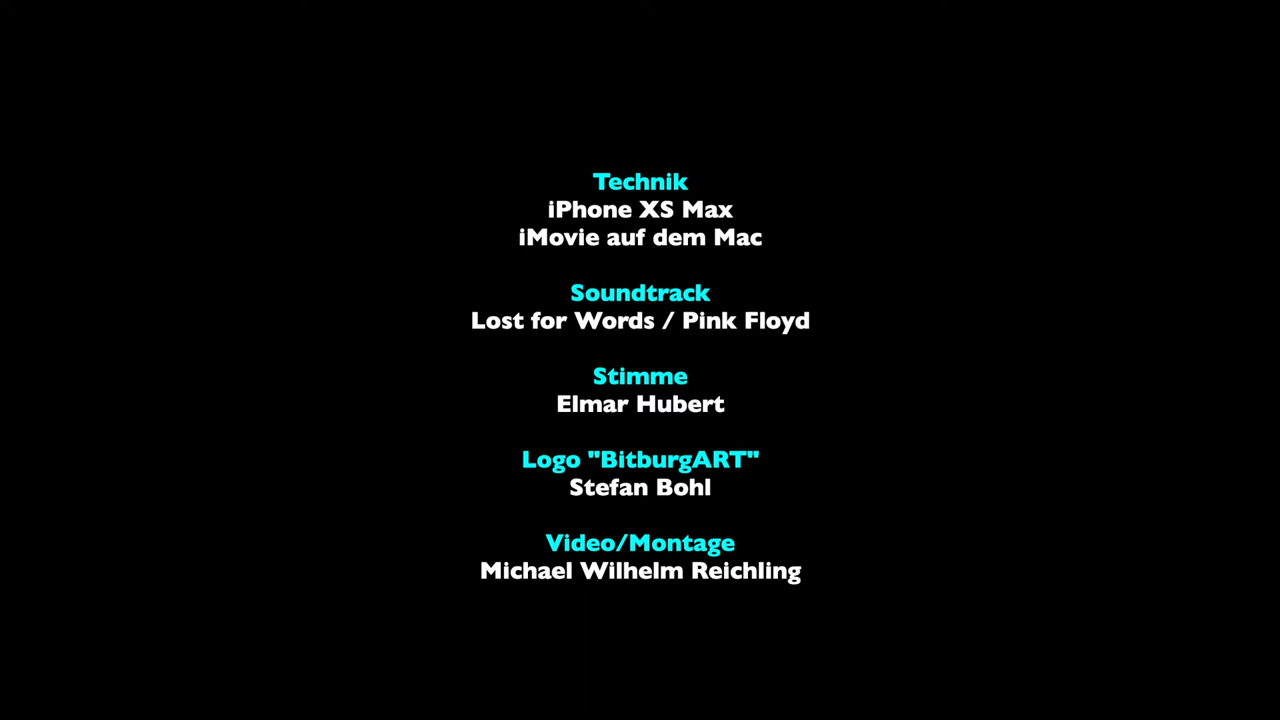 Technik
iPhone XS Max
iMovie auf dem Mac
Soundtrack
Lost for Words / Pink Floyd
Stimme
Elmar Hubert
Logo "BitburgART"
Stefan Bohl
Video/Montage
Michael Wilhelm Reichling